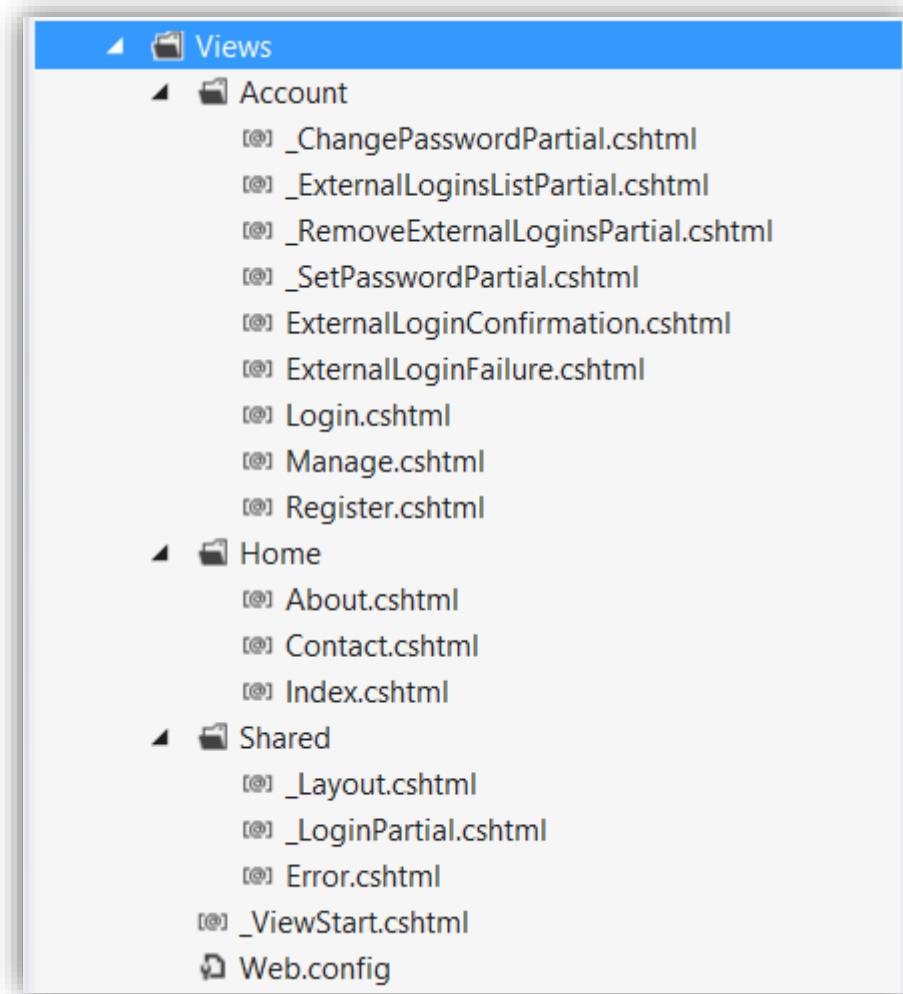 Views
Account
_ChangePasswordPartial.cshtml
_ExternalLoginsListPartial.cshtml
_RemoveExternalLoginsPartial.cshtml
_SetPasswordPartial.cshtml
ExternalLoginConfirmation.cshtml
ExternalLoginFailure.cshtml
Login.cshtml
Manage.cshtml
Register.cshtml
Home
About.cshtml
Contact.cshtml
Index.cshtml
Shared
_Layout.cshtml
_LoginPartial.cshtml
Error.cshtml
_ViewStart.cshtml
Web.config